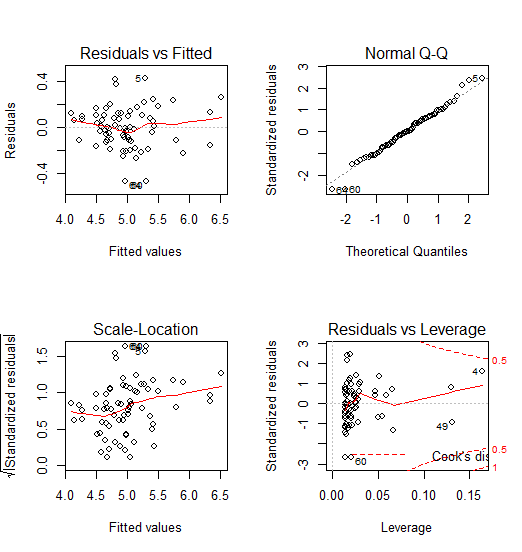 Residuals vs Fitted
Residuals
0.4
0.0
-0.4
5
60
4.0 4.5 5.0 5.5 6.0 6.5
Fitted values
Normal Q-Q
Standardized residuals
3
2
1
0
-2
5
60
-2 -1 0 1 2
Theoretical Quantiles
Scale-Location
√|Standardized residuals|
1.5
1.0
0.5
0.0
5
4.0 4.5 5.0 5.5 6.0 6.5
Fitted values
Residuals vs Leverage
Standardized residuals
3
2
1
0
-1
-3
4
49
60
Cook's dis
0.5
0.5
1
0.00 0.05 0.10 0.15
Leverage